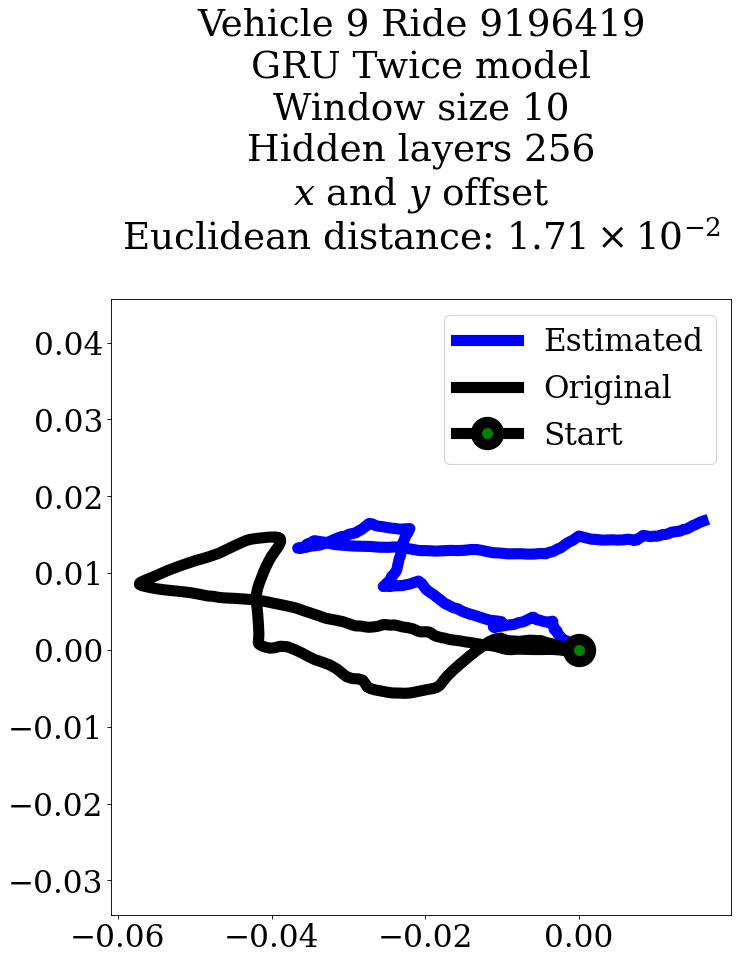 Vehicle 9 Ride 9196419
GRU Twice model
Window size 10
Hidden layers 256
x and y offset
Euclidean distance: 1.71 × 10⁻²
Estimated
Original
Start
0.04
0.03
0.02
0.01
0.00
−0.01
−0.02
−0.03
−0.06 −0.04 −0.02 0.00